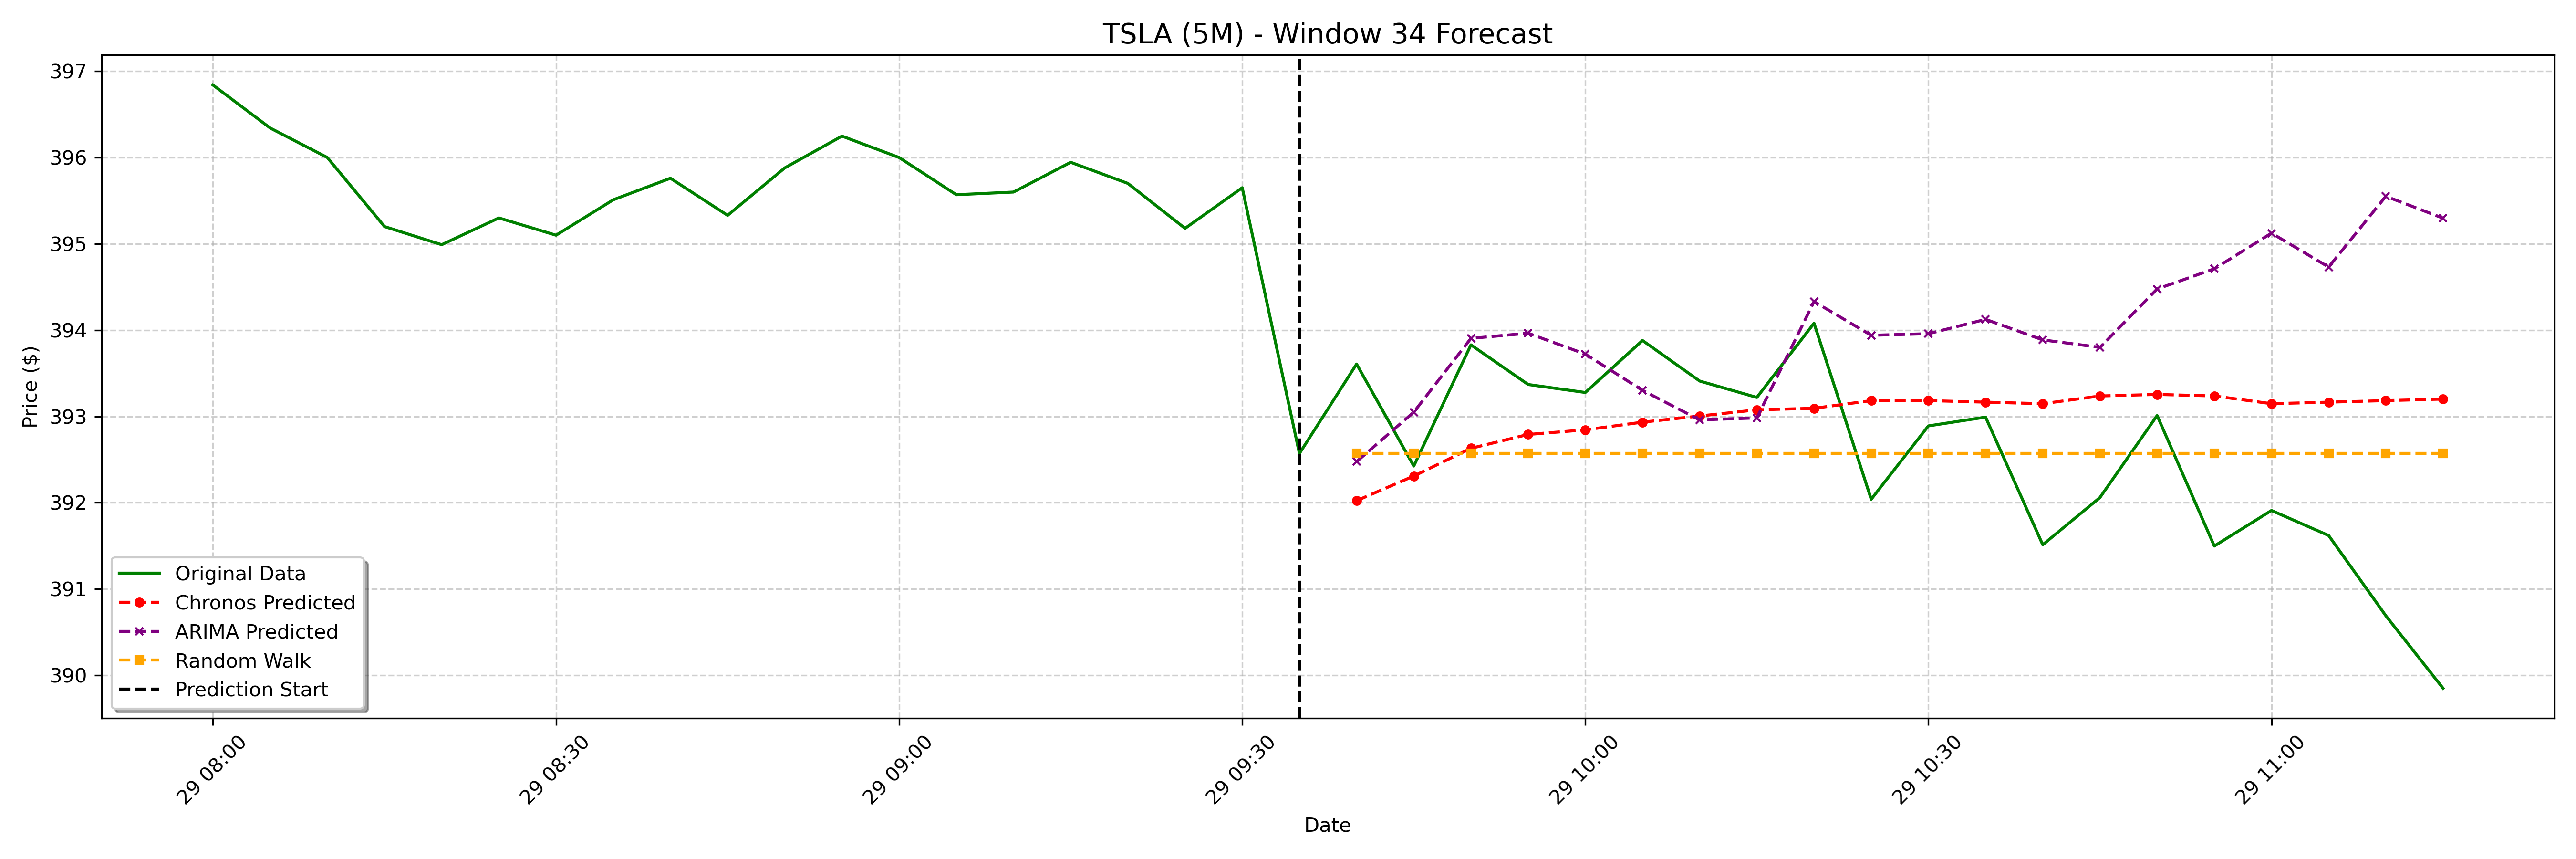 TSLA (5M) - Window 34 Forecast
397
396
395
394
393
392
391
390
Price ($)
Original Data
Chronos Predicted
ARIMA Predicted
Random Walk
Prediction Start
29 08:00
29 08:30
29 09:00
29 09:30
29 10:00
29 10:30
29 11:00
Date